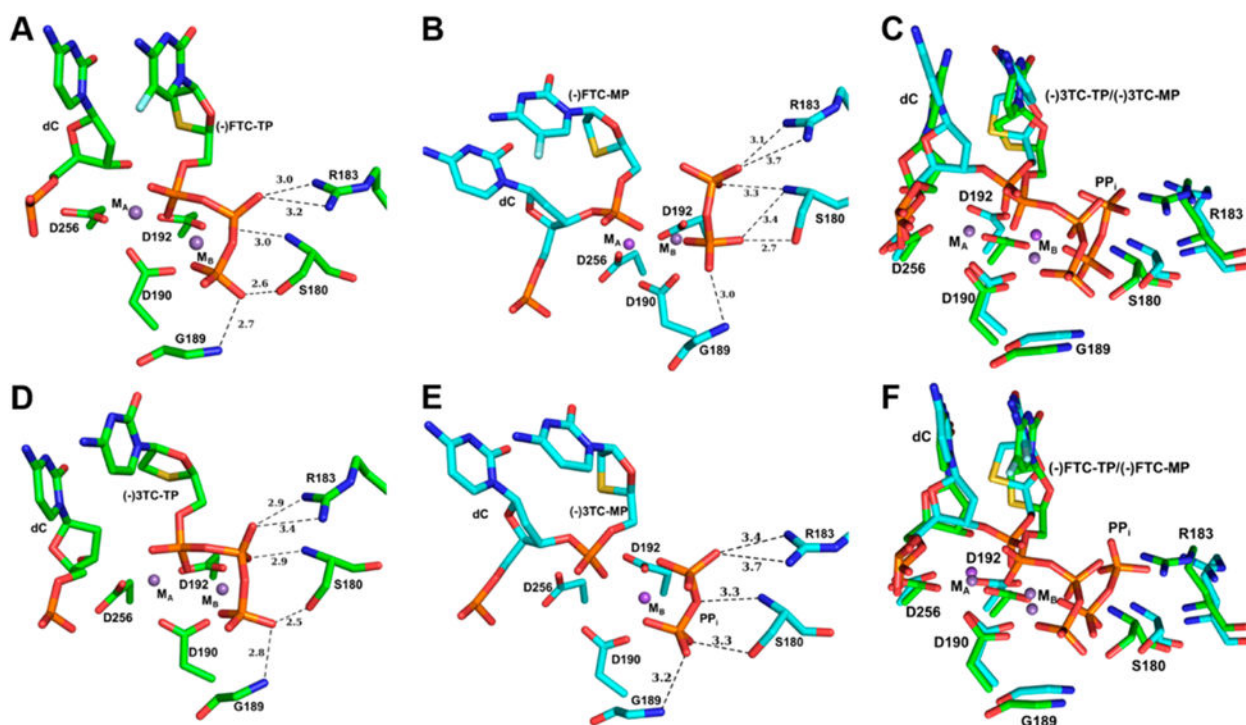 A
dC
(-)FTC-TP
3.0
3.2
R183
D256
MA
D192
MB
3.0
D190
2.6
S180
2.7
G189
B
(-)FTC-MP
dC
3.1
3.7
R183
3.3
3.4
2.7
S180
D192
MA
MB
D256
D190
3.0
G189
C
dC
(-)3TC-TP/(-)3TC-MP
D192
PPi
R183
MA
MB
D256
D190
S180
G189
D
(-)3TC-TP
dC
2.9
3.4
R183
2.9
D192
MA
MB
D256
S180
2.5
D190
2.8
G189
E
(-)3TC-MP
dC
3.4
3.7
R183
D192
D256
MB
3.3
PPi
S180
3.3
D190
3.2
G189
F
dC
(-)FTC-TP/(-)FTC-MP
PPi
R183
D192
MA
MB
D256
D190
S180
G189